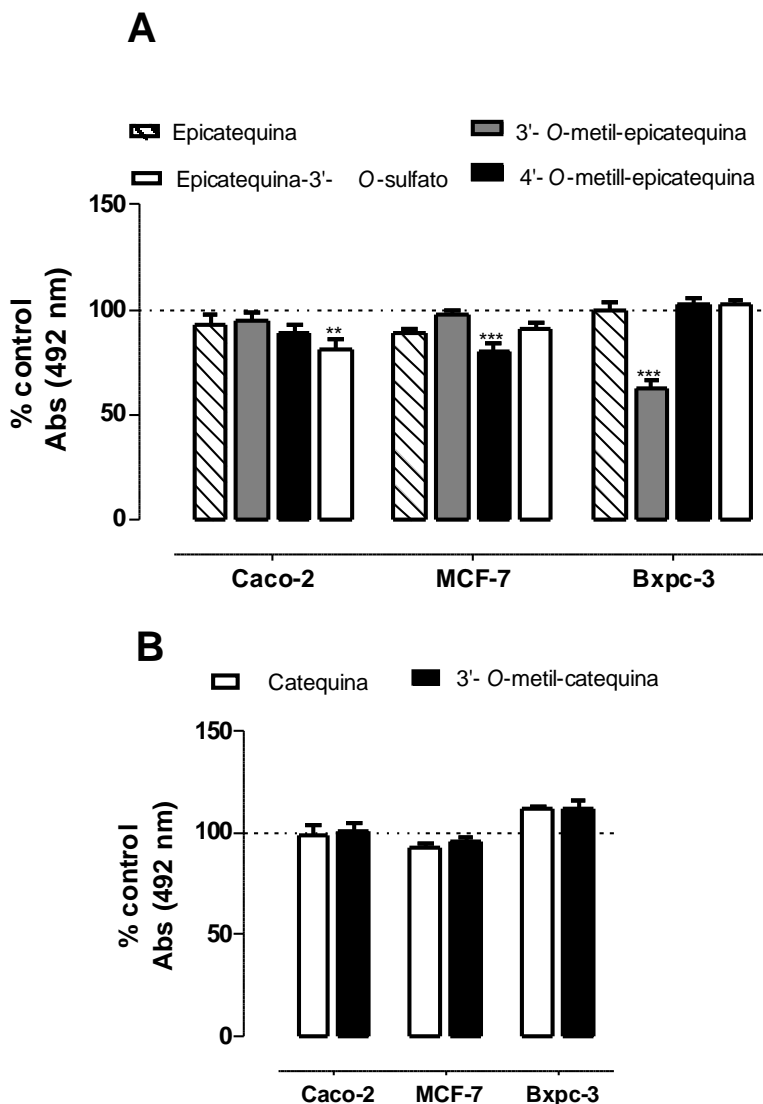 A
Epicatequina
3'- O-metil-epicatequina
Epicatequina-3'- O-sulfato
4'- O-metill-epicatequina
150
100
50
0
% control
Abs (492 nm)
**
***
***
Caco-2 MCF-7 Bxpc-3
B
Catequina
3'- O-metil-catequina
150
100
50
0
% control
Abs (492 nm)
Caco-2 MCF-7 Bxpc-3